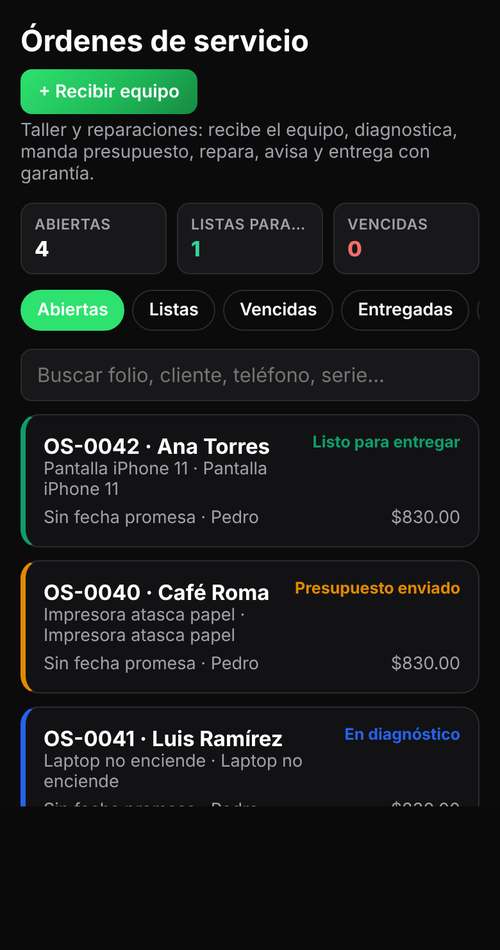 Órdenes de servicio
+ Recibir equipo
Taller y reparaciones: recibe el equipo, diagnostica,
manda presupuesto, repara, avisa y entrega con
garantía.
ABIERTAS
4
LISTAS PARA...
1
VENCIDAS
0
Abiertas
Listas
Vencidas
Entregadas
Buscar folio, cliente, teléfono, serie...
OS-0042 · Ana Torres
Listo para entregar
Pantalla iPhone 11 · Pantalla
iPhone 11
Sin fecha promesa · Pedro
$830.00
OS-0040 · Café Roma
Presupuesto enviado
Impresora atasca papel ·
Impresora atasca papel
Sin fecha promesa · Pedro
$830.00
OS-0041 · Luis Ramírez
En diagnóstico
Laptop no enciende · Laptop no
enciende